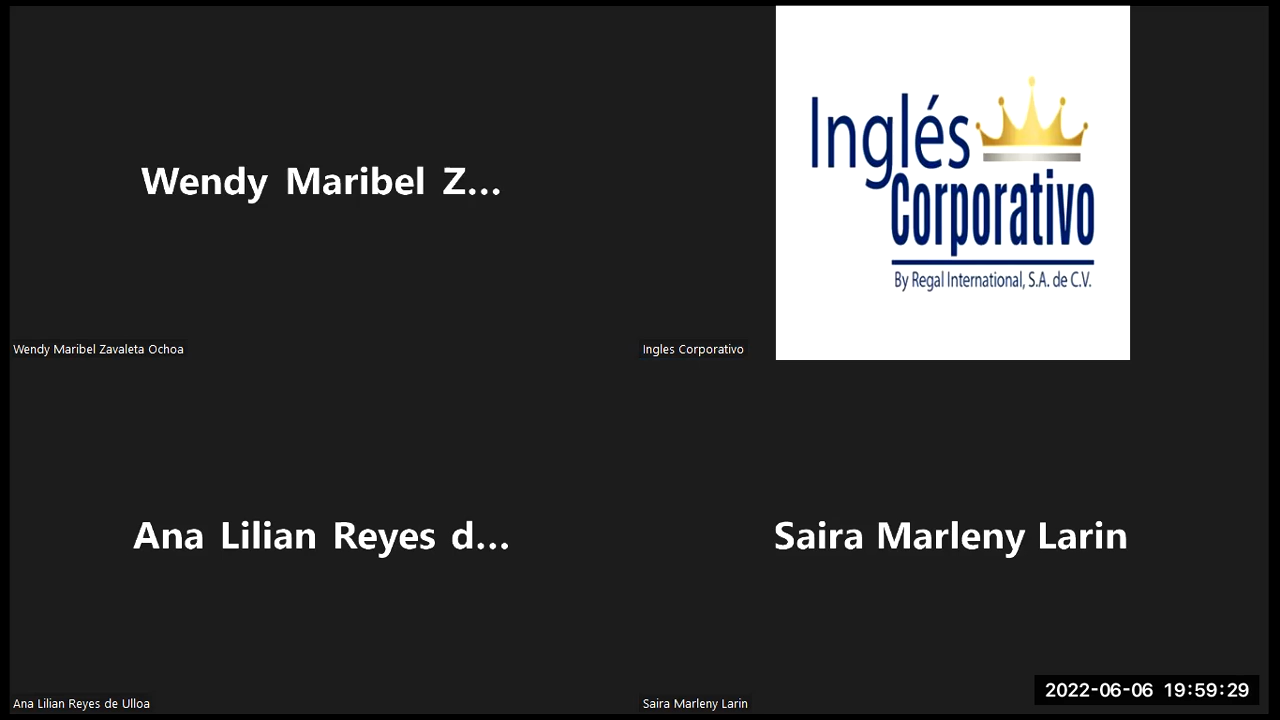 Wendy Maribel Z...
Wendy Maribel Zavaleta Ochoa
Inglés
Corporativo
By Regal International, S.A. de C.V.
Ingles Corporativo
Ana Lilian Reyes d...
Ana Lilian Reyes de Ulloa
Saira Marleny Larin
Saira Marleny Larin
2022-06-06 19:59:29